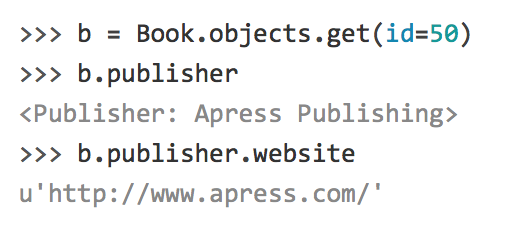 >>> b = Book.objects.get(id=50)
>>> b.publisher
<Publisher: Apress Publishing>
>>> b.publisher.website
u'http://www.apress.com/'